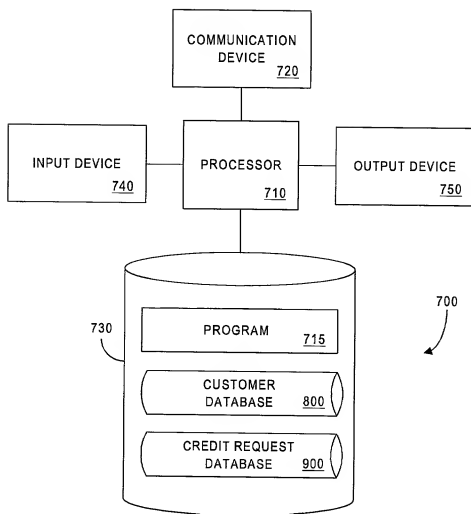 COMMUNICATION
DEVICE
720
INPUT DEVICE
740
PROCESSOR
710
OUTPUT DEVICE
750
730
700
PROGRAM
715
CUSTOMER
DATABASE 800
CREDIT REQUEST
DATABASE 900